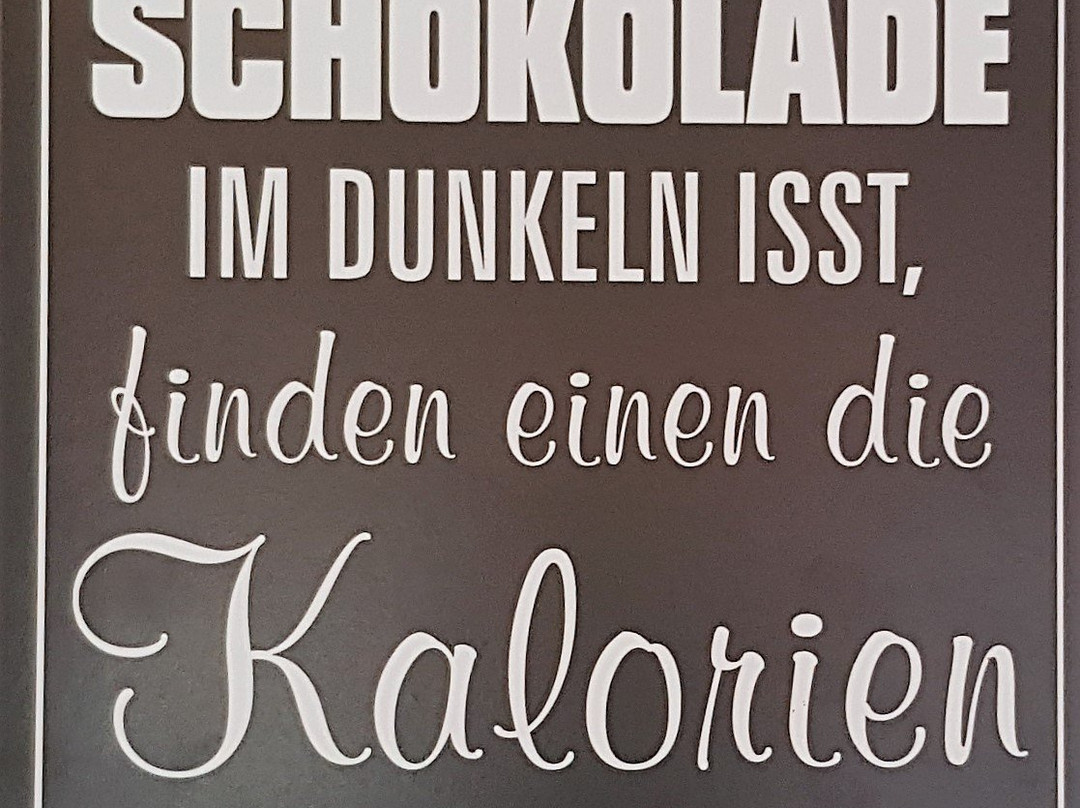 SCHOKOLADE
IM DUNKELN ISST,
finden einen die
Kalorien